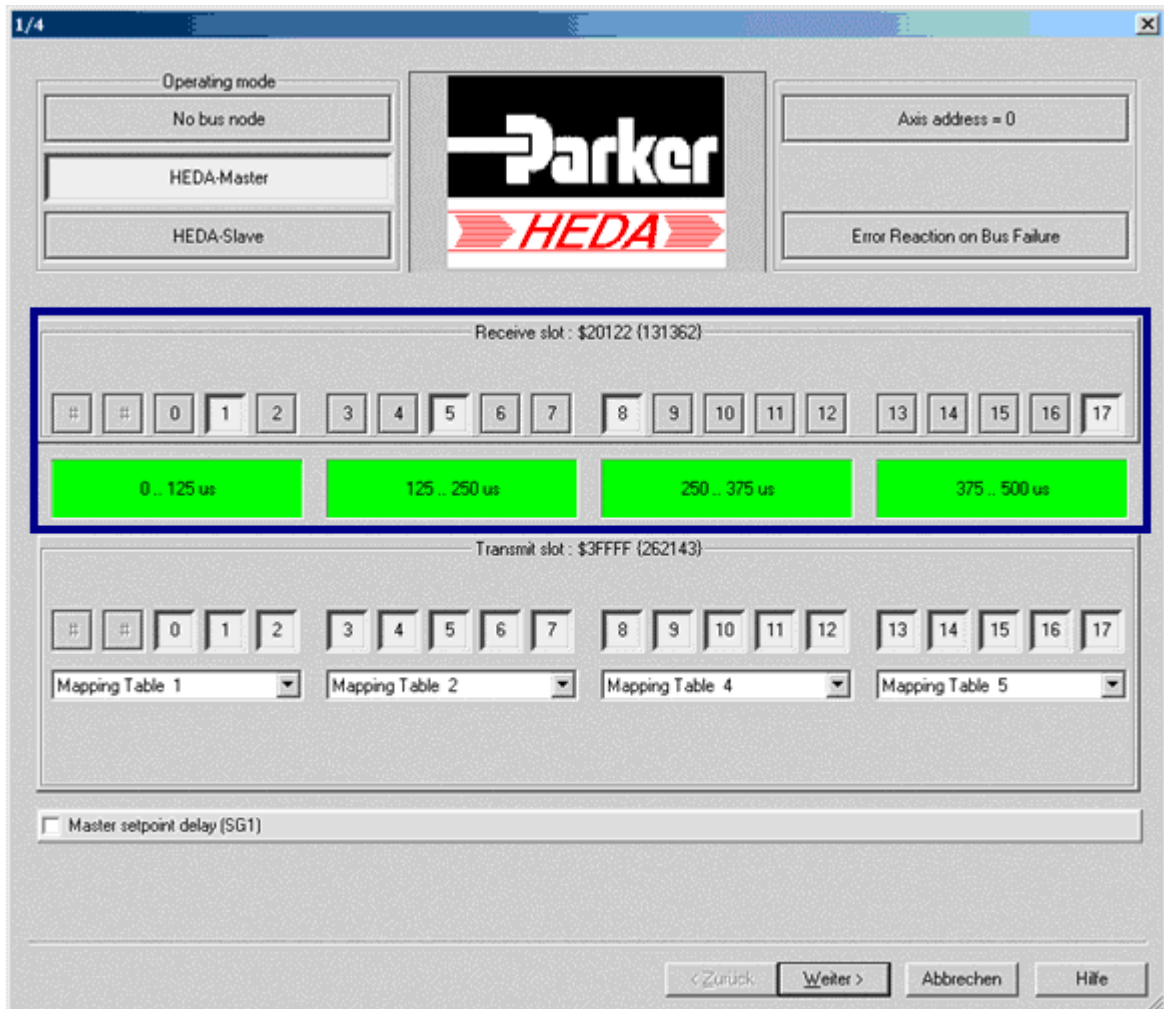 1/4
Operating mode
No bus node
HEDA-Master
HEDA-Slave
Parker
HEDA
Axis address = 0
Error Reaction on Bus Failure
Receive slot : $20122 {131362}
# # 0 1 2 3 4 5 6 7 8 9 10 11 12 13 14 15 16 17
0 .. 125 us 125 .. 250 us 250 .. 375 us 375 .. 500 us
Transmit slot : $3FFFF {262143}
# # 0 1 2 3 4 5 6 7 8 9 10 11 12 13 14 15 16 17
Mapping Table 1 Mapping Table 2 Mapping Table 4 Mapping Table 5
Master setpoint delay (SG1)
< Zurück Weiter > Abbrechen Hilfe